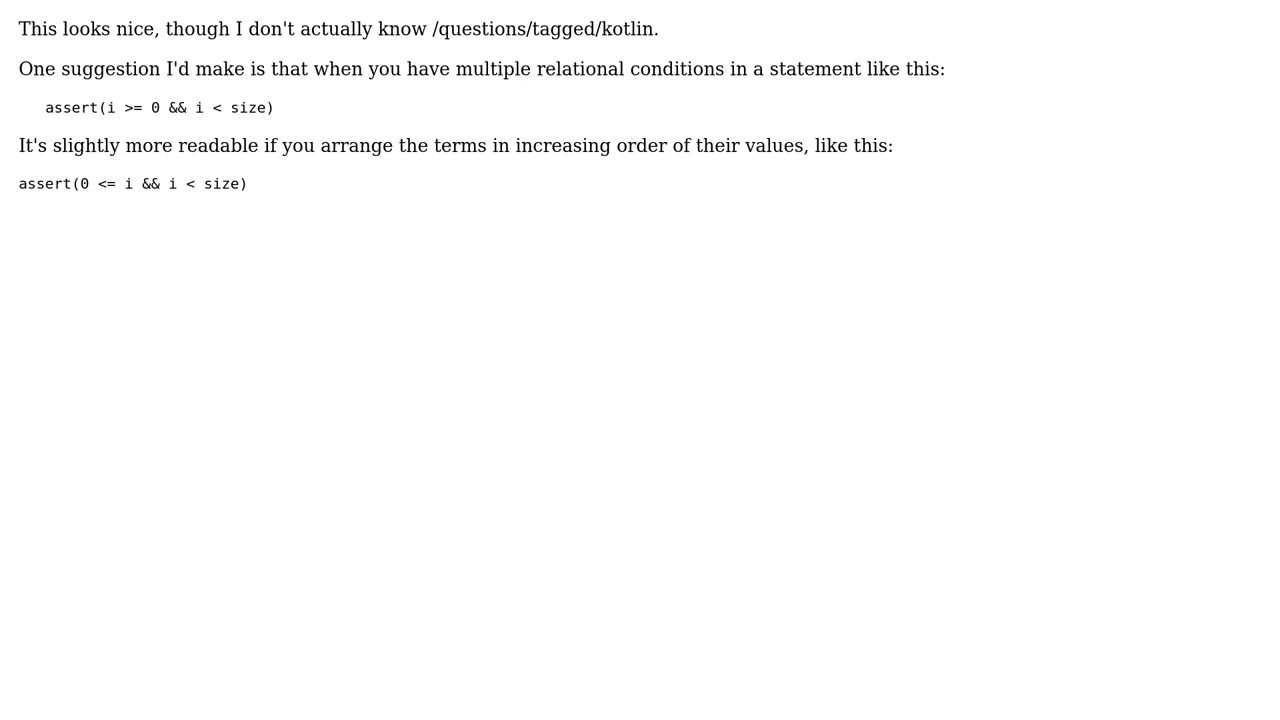 This looks nice, though I don't actually know /questions/tagged/kotlin.
One suggestion I'd make is that when you have multiple relational conditions in a statement like this:
assert(i >= 0 && i < size)
It's slightly more readable if you arrange the terms in increasing order of their values, like this:
assert(0 <= i && i < size)